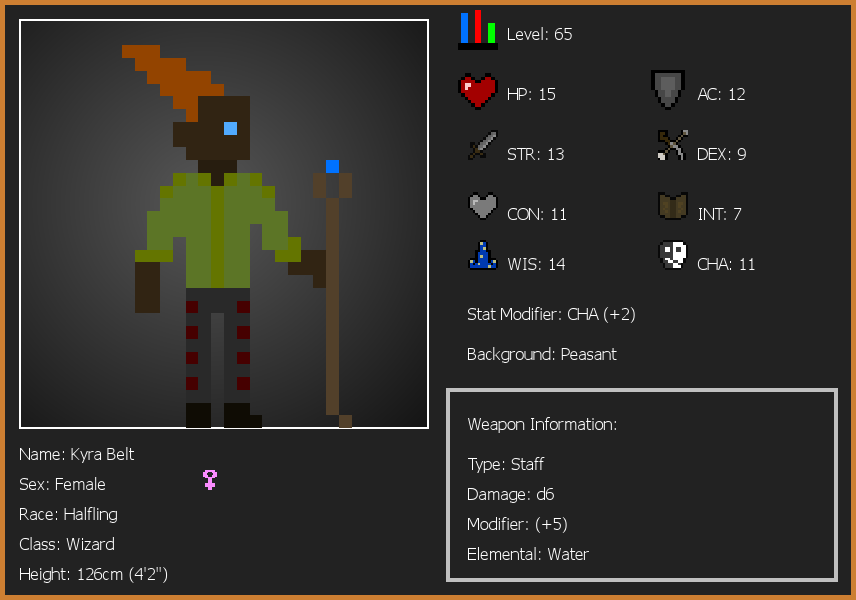 Level: 65
HP: 15
AC: 12
STR: 13
DEX: 9
CON: 11
INT: 7
WIS: 14
CHA: 11
Stat Modifier: CHA (+2)
Background: Peasant
Weapon Information:
Type: Staff
Damage: d6
Modifier: (+5)
Elemental: Water
Name: Kyra Belt
Sex: Female
Race: Halfling
Class: Wizard
Height: 126cm (4'2")